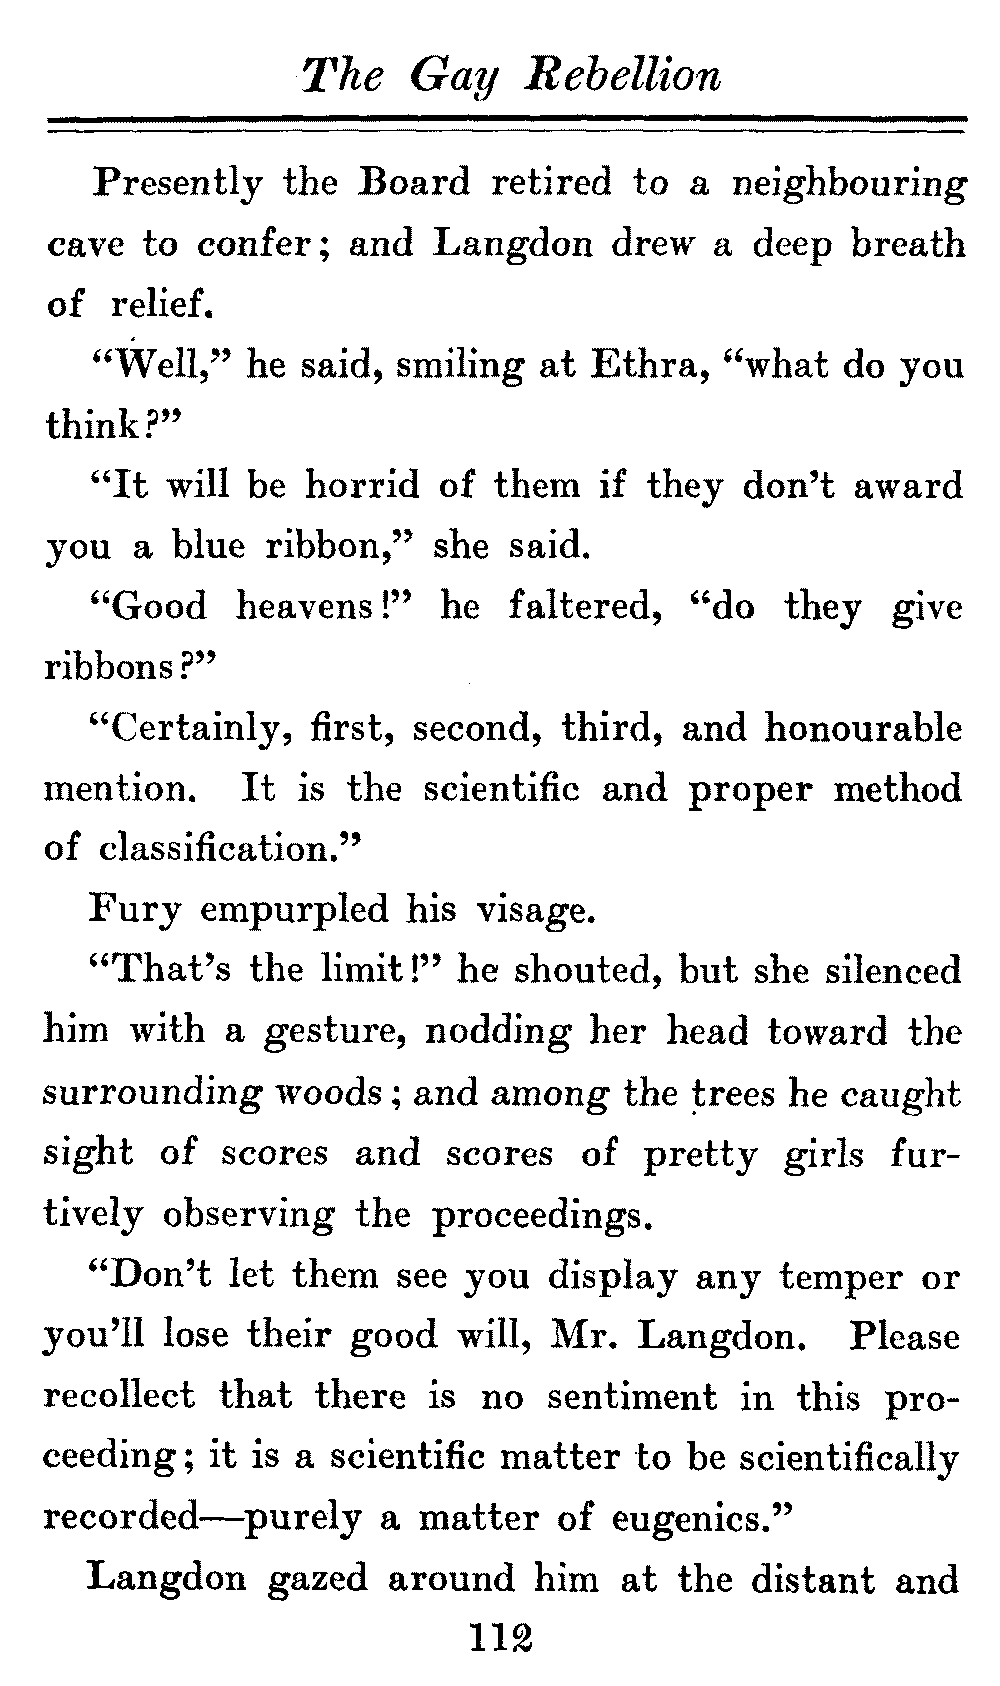 The Gay Rebellion
Presently the Board retired to a neighbouring
cave to confer; and Langdon drew a deep breath
of relief.
“Well,” he said, smiling at Ethra, “what do you
think?”
“It will be horrid of them if they don’t award
you a blue ribbon,” she said.
“Good heavens!” he faltered, “do they give
ribbons?”
“Certainly, first, second, third, and honourable
mention. It is the scientific and proper method
of classification.”
Fury empurpled his visage.
“That’s the limit!” he shouted, but she silenced
him with a gesture, nodding her head toward the
surrounding woods; and among the trees he caught
sight of scores and scores of pretty girls fur-
tively observing the proceedings.
“Don’t let them see you display any temper or
you’ll lose their good will, Mr. Langdon. Please
recollect that there is no sentiment in this pro-
ceeding; it is a scientific matter to be scientifically
recorded—purely a matter of eugenics.”
Langdon gazed around him at the distant and
112